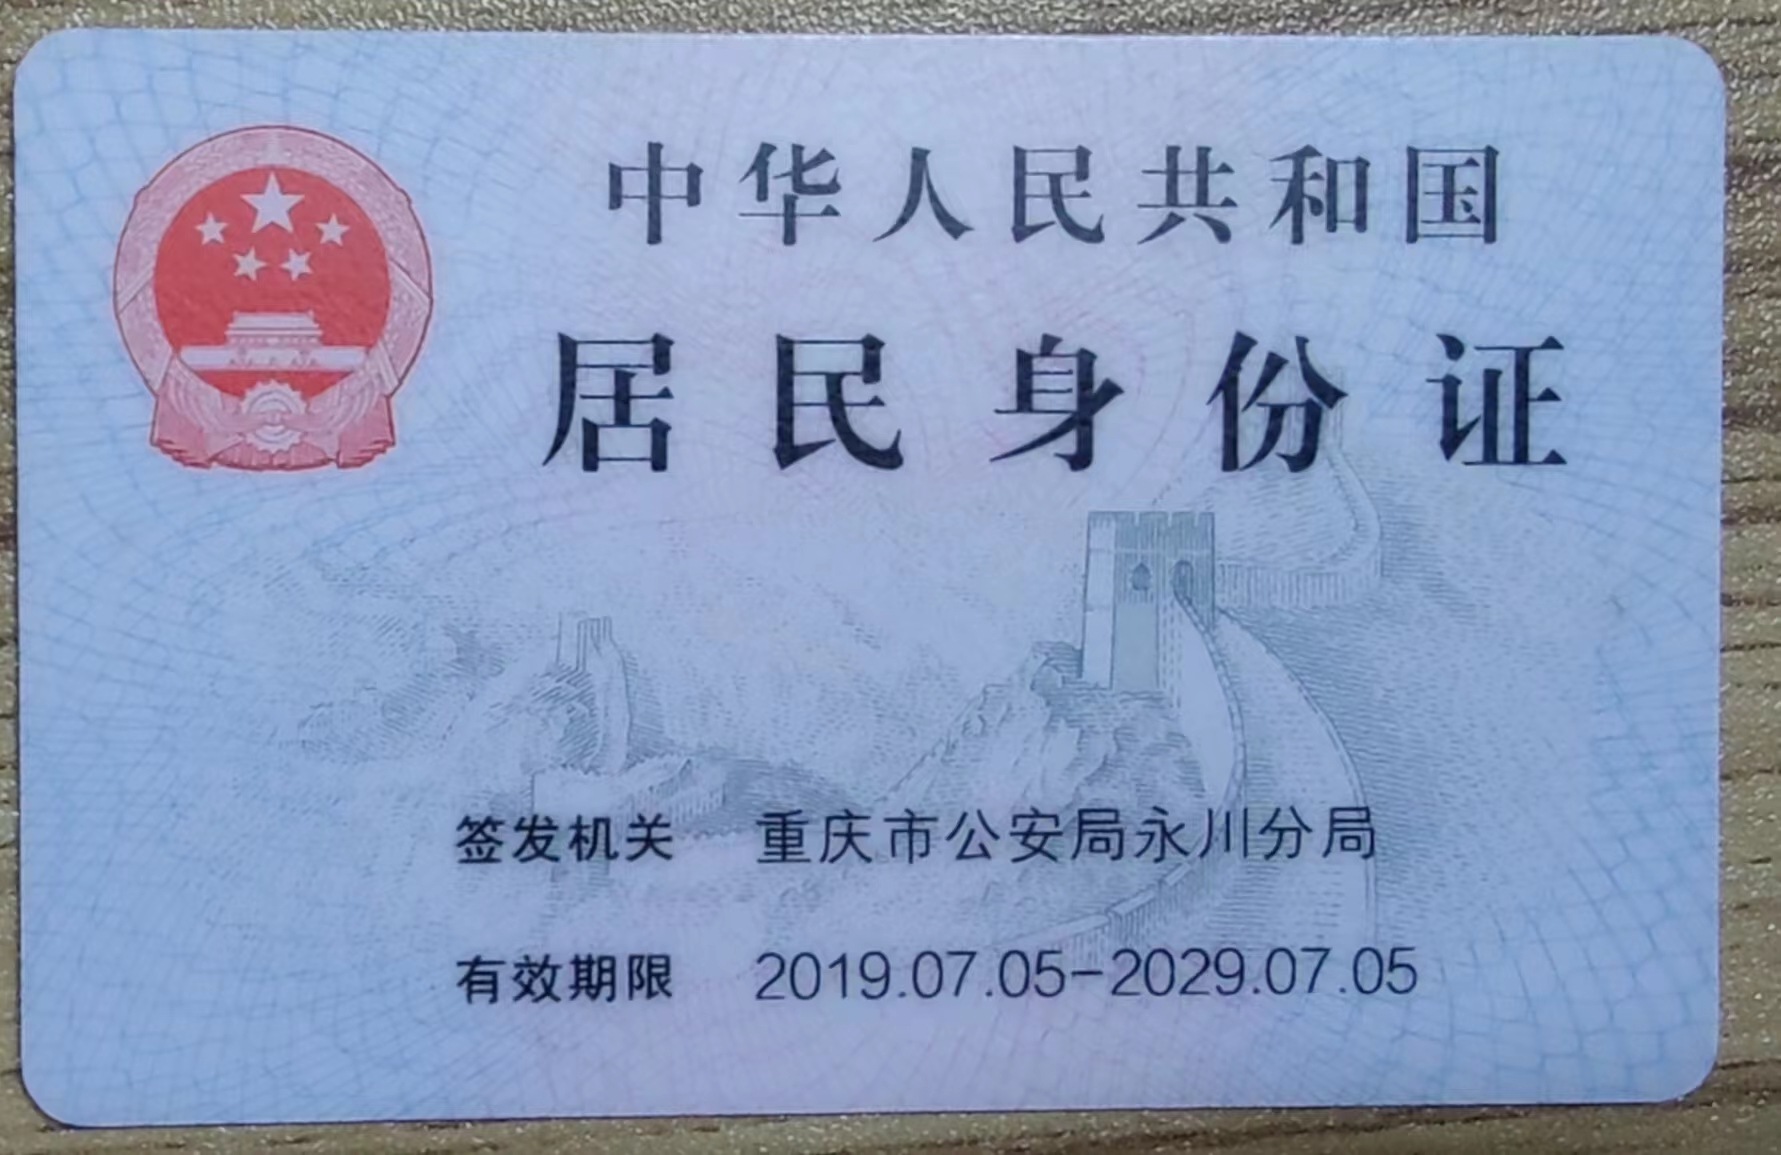 中华人民共和国
居民身份证
签发机关 重庆市公安局永川分局
有效期限 2019.07.05-2029.07.05